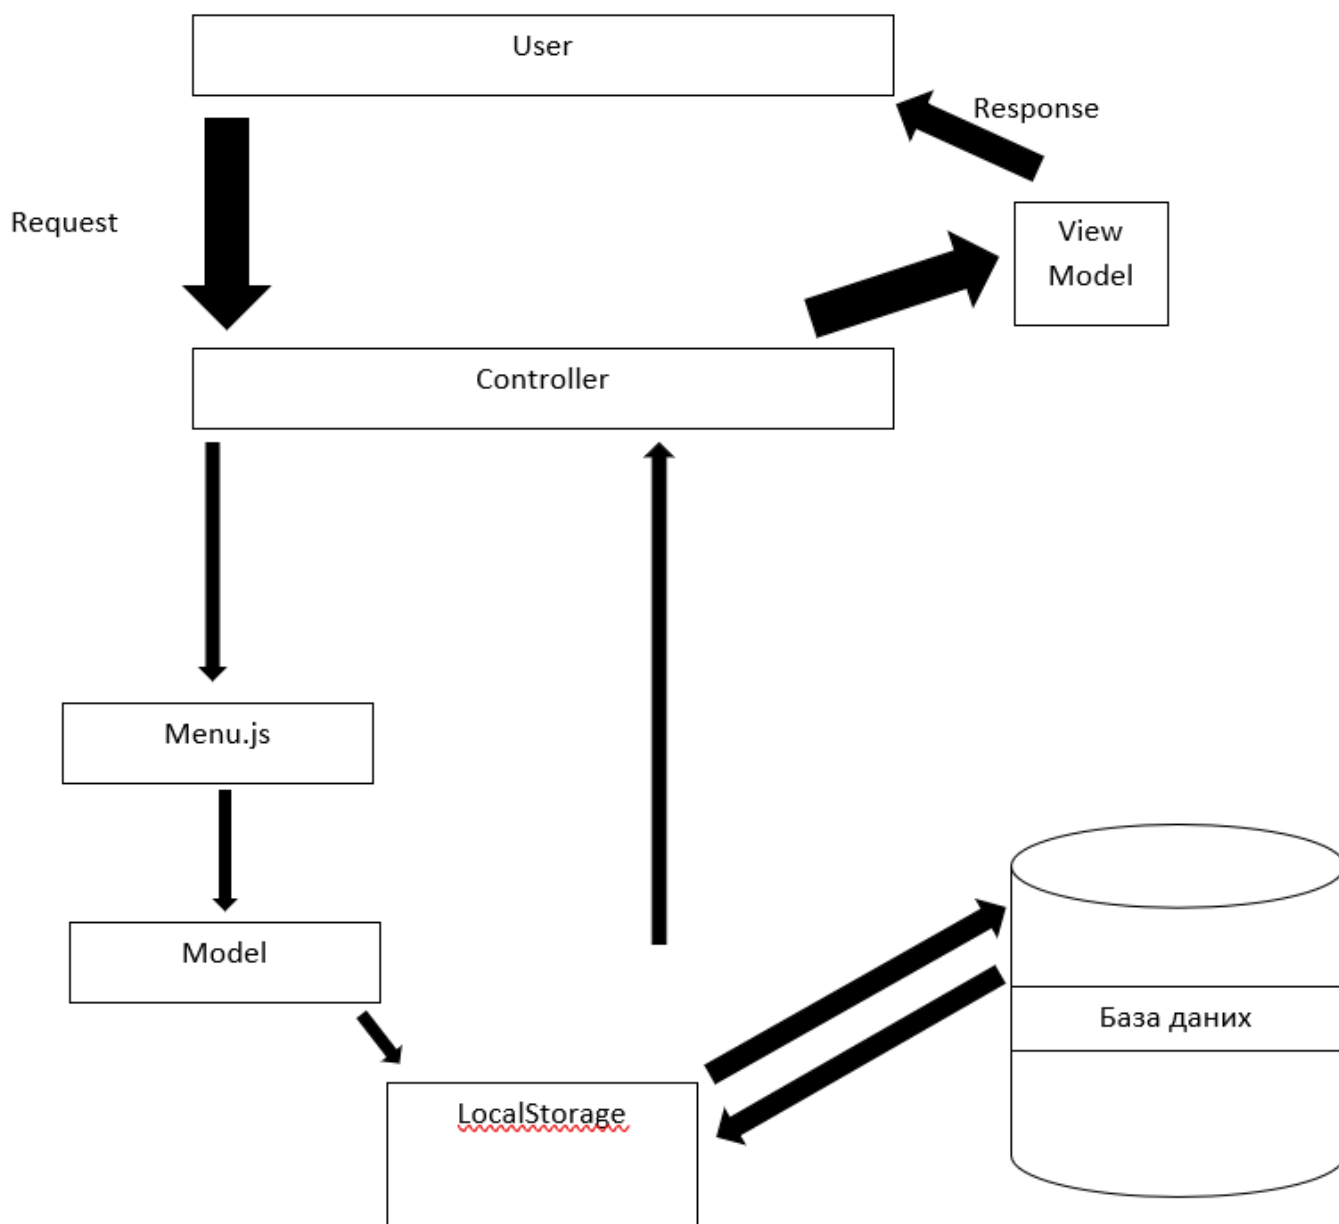 User
Response
Request
View
Model
Controller
Menu.js
Model
База даних
LocalStorage